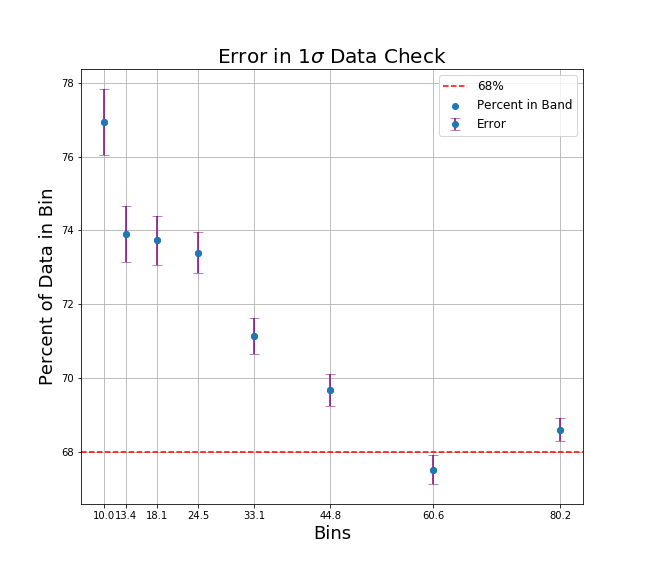 Error in 1σ Data Check
68%
Percent in Band
Error
Percent of Data in Bin
78
76
74
72
70
68
10.0 13.4 18.1 24.5 33.1 44.8 60.6 80.2
Bins